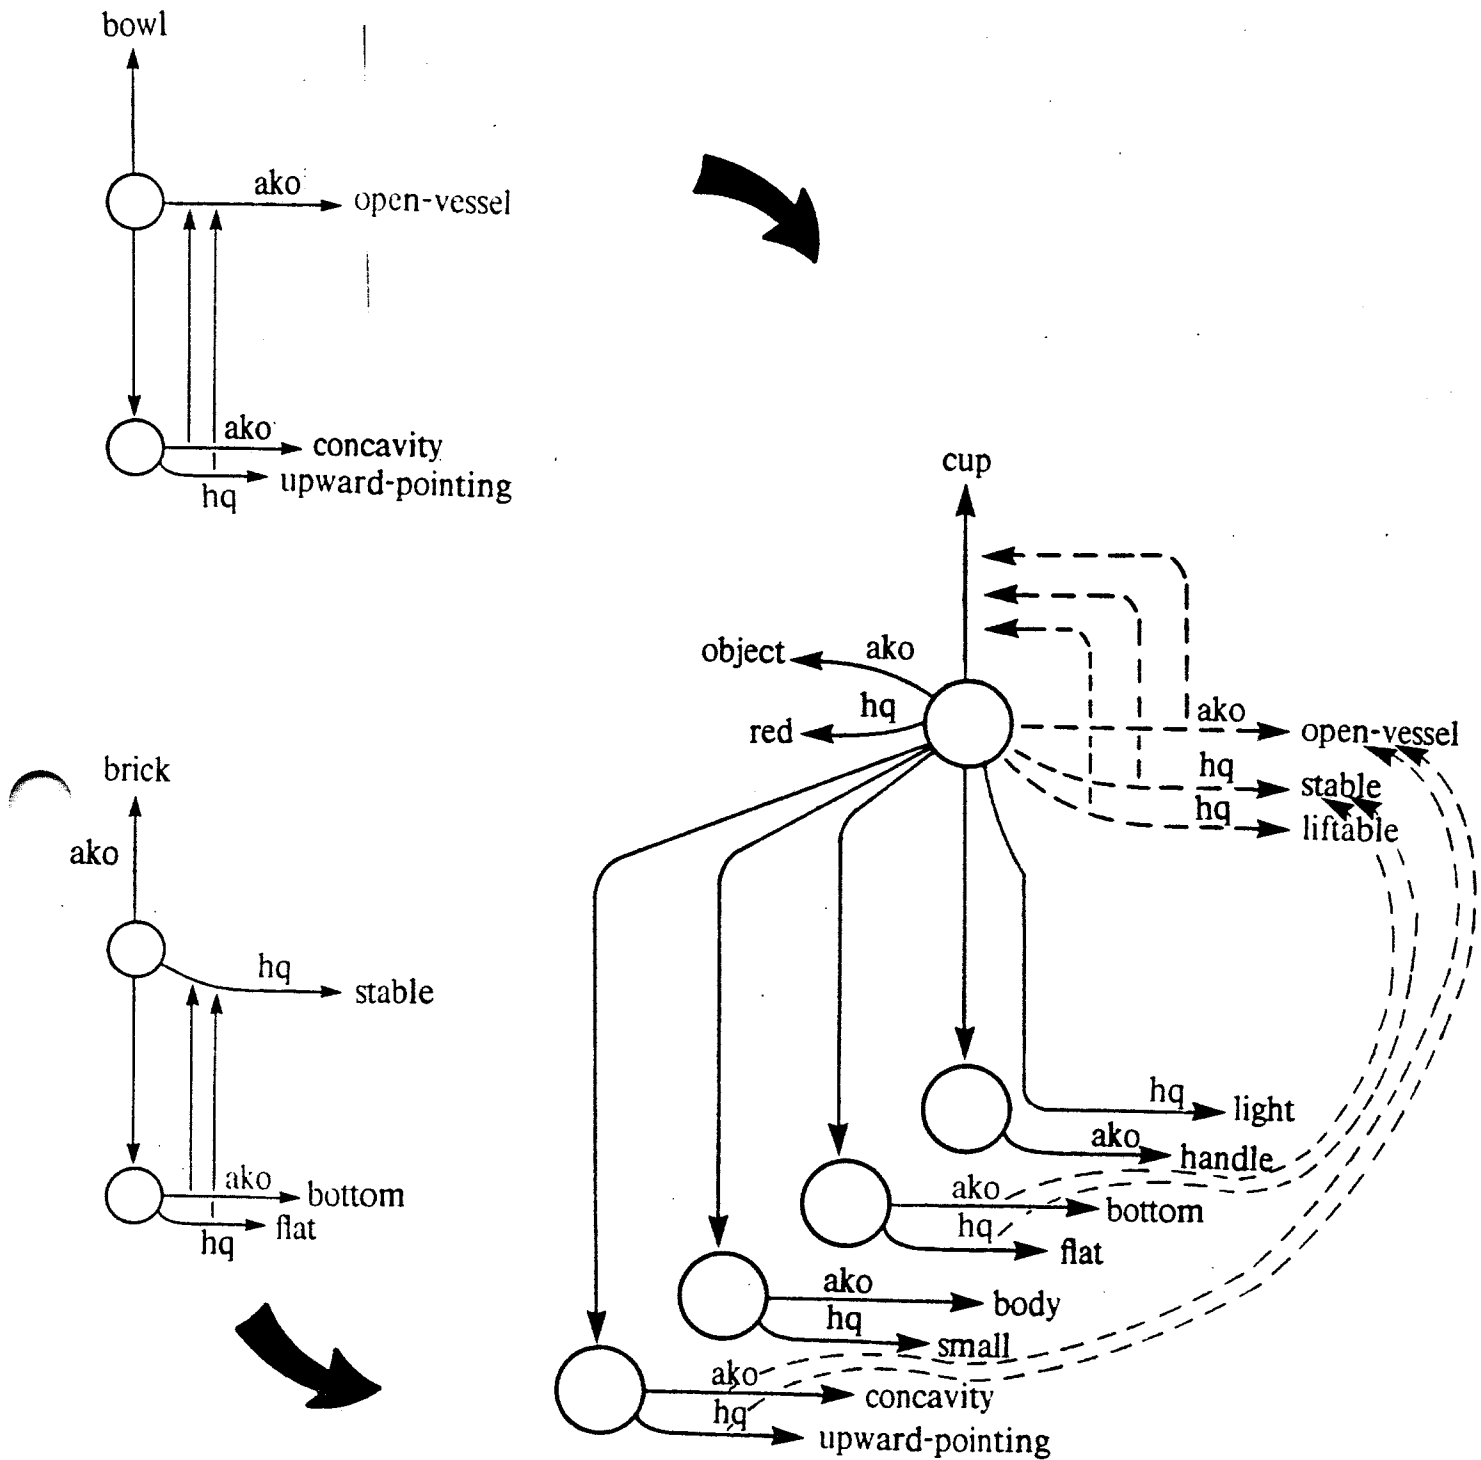 bowl
ako
open-vessel
ako
concavity
upward-pointing
hq
brick
ako
hq
stable
ako
bottom
flat
hq
cup
object
ako
hq
red
ako
open-vessel
hq
stable
hq
liftable
hq
light
ako
handle
ako
bottom
hq
flat
ako
body
hq
small
ako
concavity
hq
upward-pointing